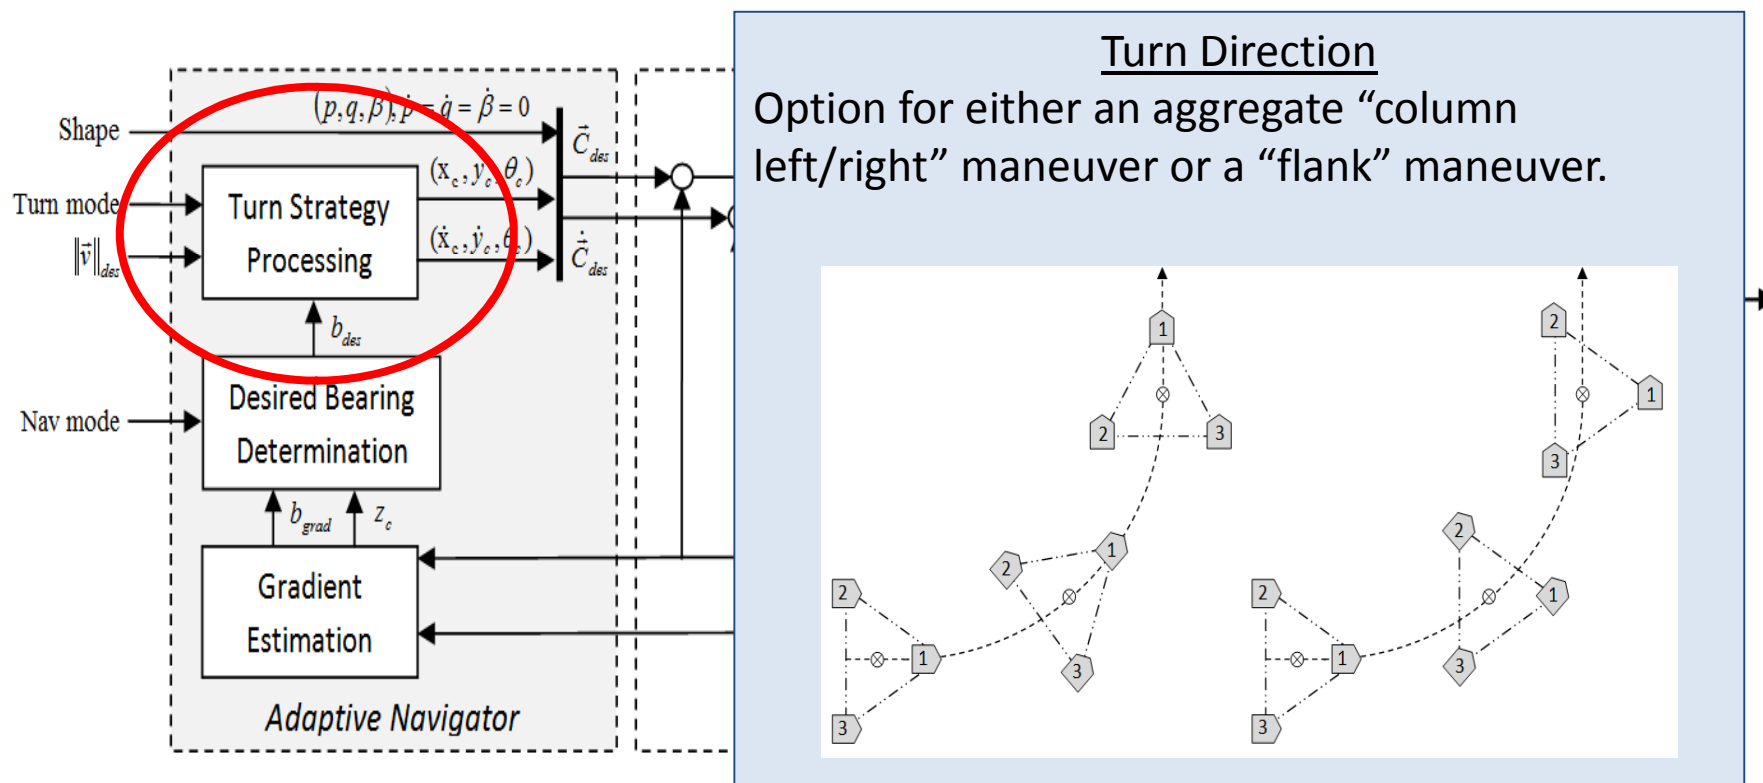 Turn Direction
Option for either an aggregate “column
left/right” maneuver or a “flank” maneuver.
Shape
(p, q, β), ṗ = q̇ = β̇ = 0
C⃗des
Turn mode
‖v⃗‖des
Turn Strategy
Processing
(xc, yc, θc)
(ẋc, ẏc, θ̇c)
C⃗̇des
bdes
Nav mode
Desired Bearing
Determination
bgrad
zc
Gradient
Estimation
Adaptive Navigator
1
2
3
2
1
3
2
1
3
2
1
3
2
1
3
2
1
3